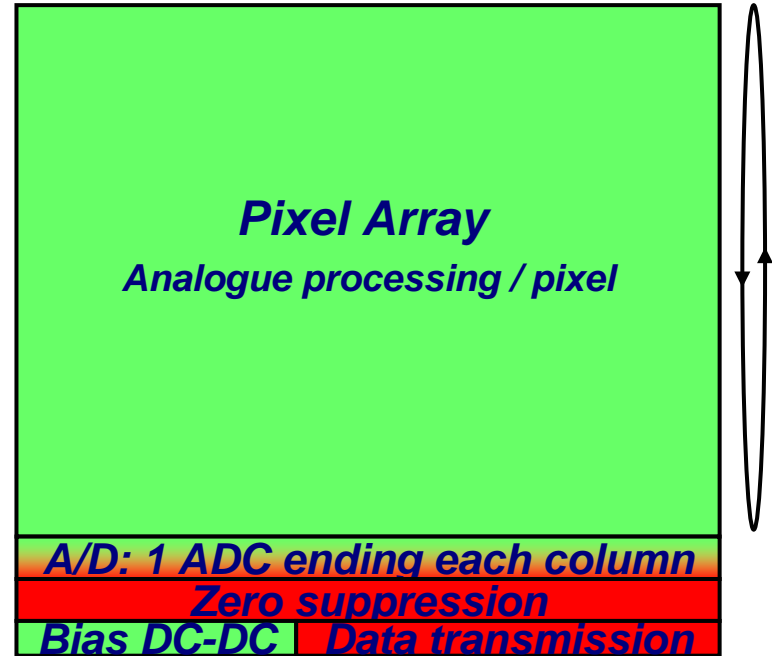 Pixel Array
Analogue processing / pixel
A/D: 1 ADC ending each column
Zero suppression
Bias DC-DC Data transmission